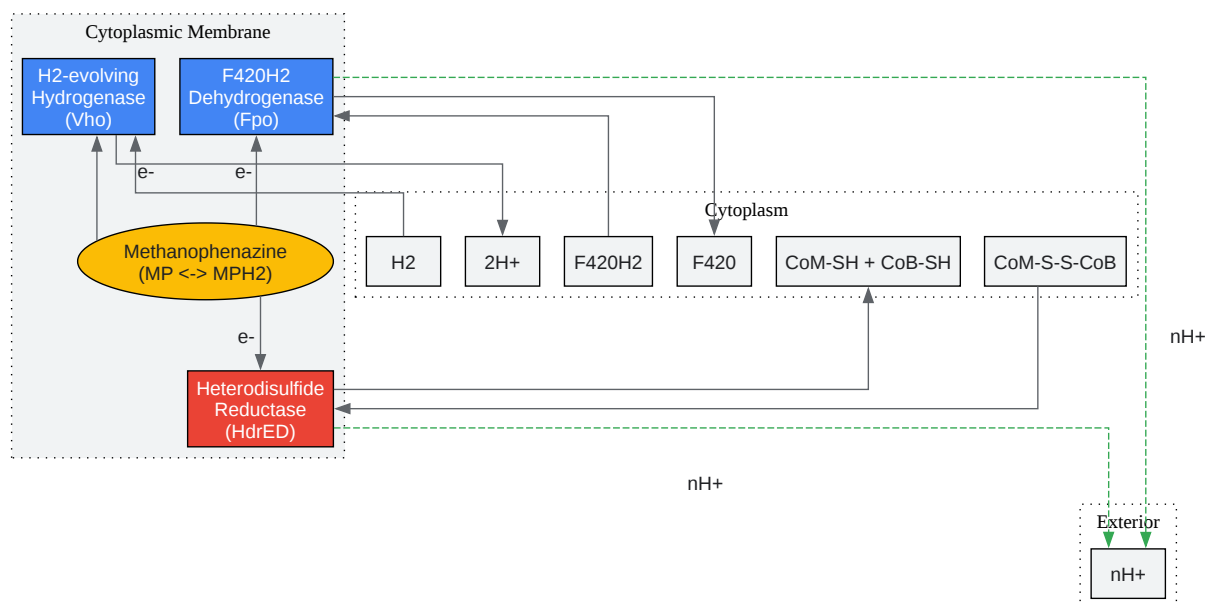 Cytoplasmic Membrane
H2-evolving
Hydrogenase
(Vho)
F420H2
Dehydrogenase
(Fpo)
e-
e-
Cytoplasm
Methanophenazine
(MP <-> MPH2)
H2
2H+
F420H2
F420
CoM-SH + CoB-SH
CoM-S-S-CoB
e-
nH+
Heterodisulfide
Reductase
(HdrED)
nH+
Exterior
nH+